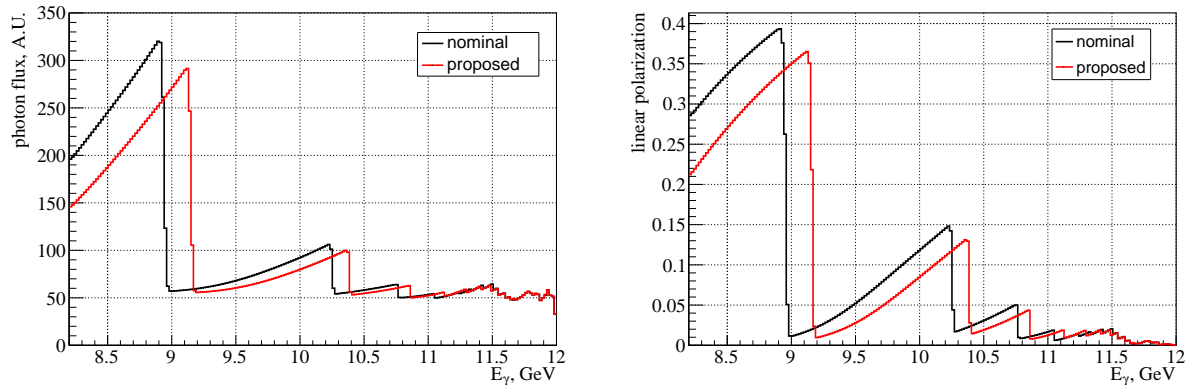 photon flux, A.U.
350
300
250
200
150
100
50
0
nominal
proposed
8.5 9 9.5 10 10.5 11 11.5 12
E_γ, GeV
linear polarization
0.4
0.35
0.3
0.25
0.2
0.15
0.1
0.05
0
nominal
proposed
8.5 9 9.5 10 10.5 11 11.5 12
E_γ, GeV